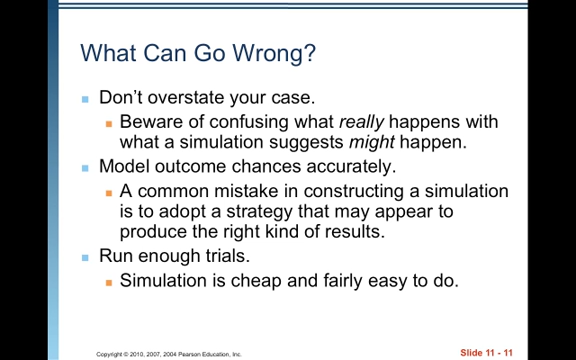 What Can Go Wrong?
Don't overstate your case.
Beware of confusing what really happens with
what a simulation suggests might happen.
Model outcome chances accurately.
A common mistake in constructing a simulation
is to adopt a strategy that may appear to
produce the right kind of results.
Run enough trials.
Simulation is cheap and fairly easy to do.
Copyright © 2010, 2007, 2004 Pearson Education, Inc.
Slide 11 - 11